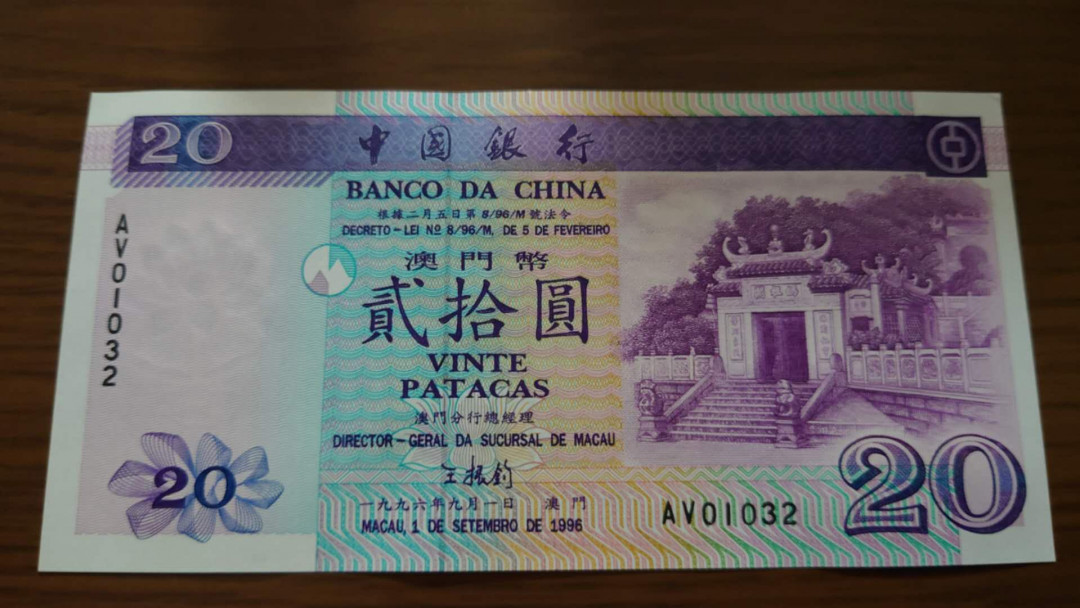 20 中國銀行
BANCO DA CHINA
根據二月五日第8/96/M號法令
DECRETO-LEI Nº 8/96/M, DE 5 DE FEVEREIRO
澳門幣
貳拾圓
VINTE
PATACAS
澳門分行總經理
DIRECTOR-GERAL DA SUCURSAL DE MACAU
王振鈞
一九九六年九月一日 澳門
MACAU, 1 DE SETEMBRO DE 1996
AV01032
20
AV01032
20